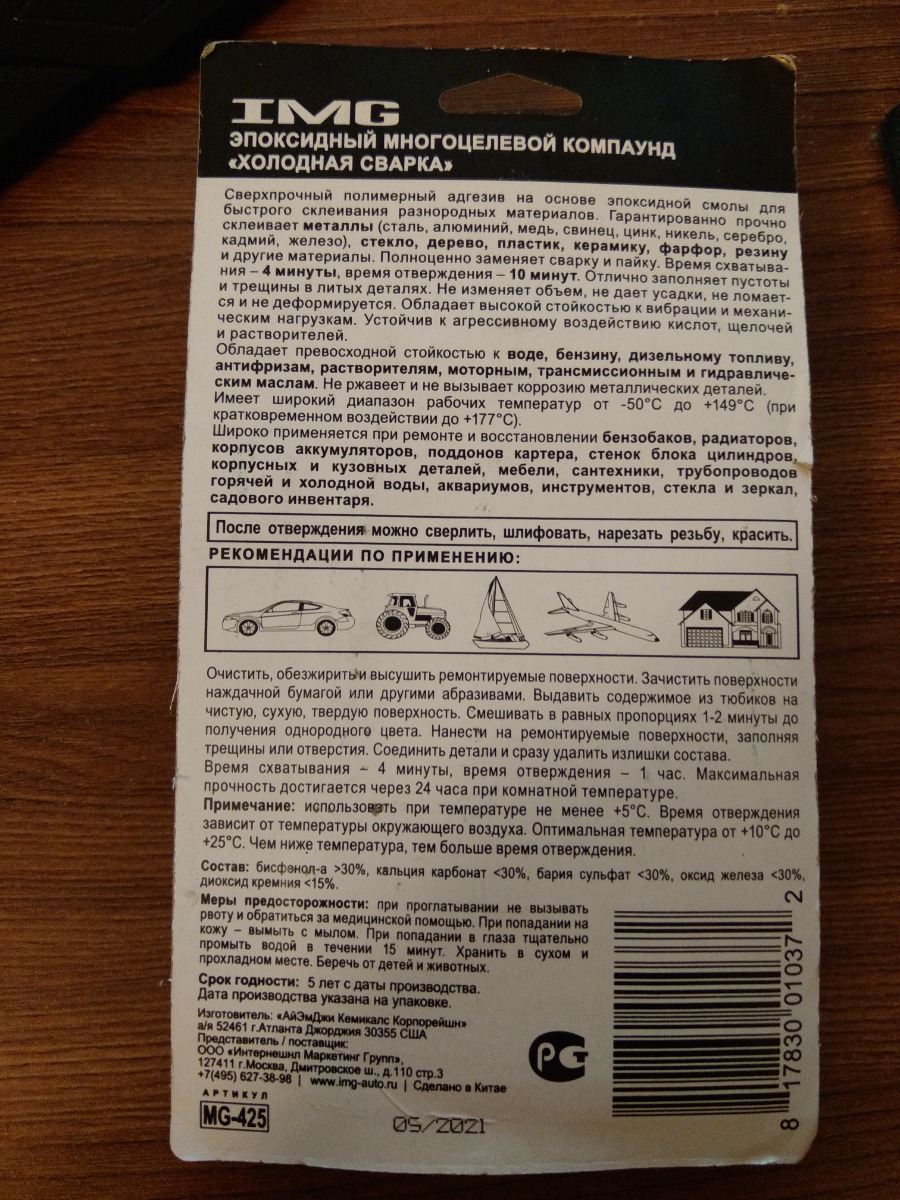 IMG
ЭПОКСИДНЫЙ МНОГОЦЕЛЕВОЙ КОМПАУНД
«ХОЛОДНАЯ СВАРКА»
Сверхпрочный полимерный адгезив на основе эпоксидной смолы для
быстрого склеивания разнородных материалов. Гарантированно прочно
склеивает металлы (сталь, алюминий, медь, свинец, цинк, никель, серебро,
кадмий, железо), стекло, дерево, пластик, керамику, фарфор, резину
и другие материалы. Полноценно заменяет сварку и пайку. Время схватыва-
ния – 4 минуты, время отверждения – 10 минут. Отлично заполняет пустоты
и трещины в литых деталях. Не изменяет объем, не дает усадки, не ломает-
ся и не деформируется. Обладает высокой стойкостью к вибрации и механи-
ческим нагрузкам. Устойчив к агрессивному воздействию кислот, щелочей
и растворителей.
Обладает превосходной стойкостью к воде, бензину, дизельному топливу,
антифризам, растворителям, моторным, трансмиссионным и гидравличе-
ским маслам. Не ржавеет и не вызывает коррозию металлических деталей.
Имеет широкий диапазон рабочих температур от -50°C до +149°C (при
кратковременном воздействии до +177°C).
Широко применяется при ремонте и восстановлении бензобаков, радиаторов,
корпусов аккумуляторов, поддонов картера, стенок блока цилиндров,
корпусных и кузовных деталей, мебели, сантехники, трубопроводов
горячей и холодной воды, аквариумов, инструментов, стекла и зеркал,
садового инвентаря.
После отверждения можно сверлить, шлифовать, нарезать резьбу, красить.
РЕКОМЕНДАЦИИ ПО ПРИМЕНЕНИЮ:
Очистить, обезжирить и высушить ремонтируемые поверхности. Зачистить поверхности
наждачной бумагой или другими абразивами. Выдавить содержимое из тюбиков на
чистую, сухую, твердую поверхность. Смешивать в равных пропорциях 1-2 минуты до
получения однородного цвета. Нанести на ремонтируемые поверхности, заполняя
трещины или отверстия. Соединить детали и сразу удалить излишки состава.
Время схватывания – 4 минуты, время отверждения – 1 час. Максимальная
прочность достигается через 24 часа при комнатной температуре.
Примечание: использовать при температуре не менее +5°C. Время отверждения
зависит от температуры окружающего воздуха. Оптимальная температура от +10°C до
+25°C. Чем ниже температура, тем больше время отверждения.
Состав: бисфенол-а >30%, кальция карбонат <30%, бария сульфат <30%, оксид железа <30%,
диоксид кремния <15%.
Меры предосторожности: при проглатывании не вызывать
рвоту и обратиться за медицинской помощью. При попадании на
кожу – вымыть с мылом. При попадании в глаза тщательно
промыть водой в течении 15 минут. Хранить в сухом и
прохладном месте. Беречь от детей и животных.
Срок годности: 5 лет с даты производства.
Дата производства указана на упаковке.
Изготовитель: «АйЭмДжи Кемикалс Корпорейшн»
а/я 52461 г.Атланта Джорджия 30355 США
Представитель / поставщик:
ООО «Интернешнл Маркетинг Групп»,
127411 г.Москва, Дмитровское ш., д.110 стр.3
+7(495) 627-38-98 | www.img-auto.ru | Сделано в Китае
АРТИКУЛ
MG-425
05/2021
РСТ
8 17830 01037 2